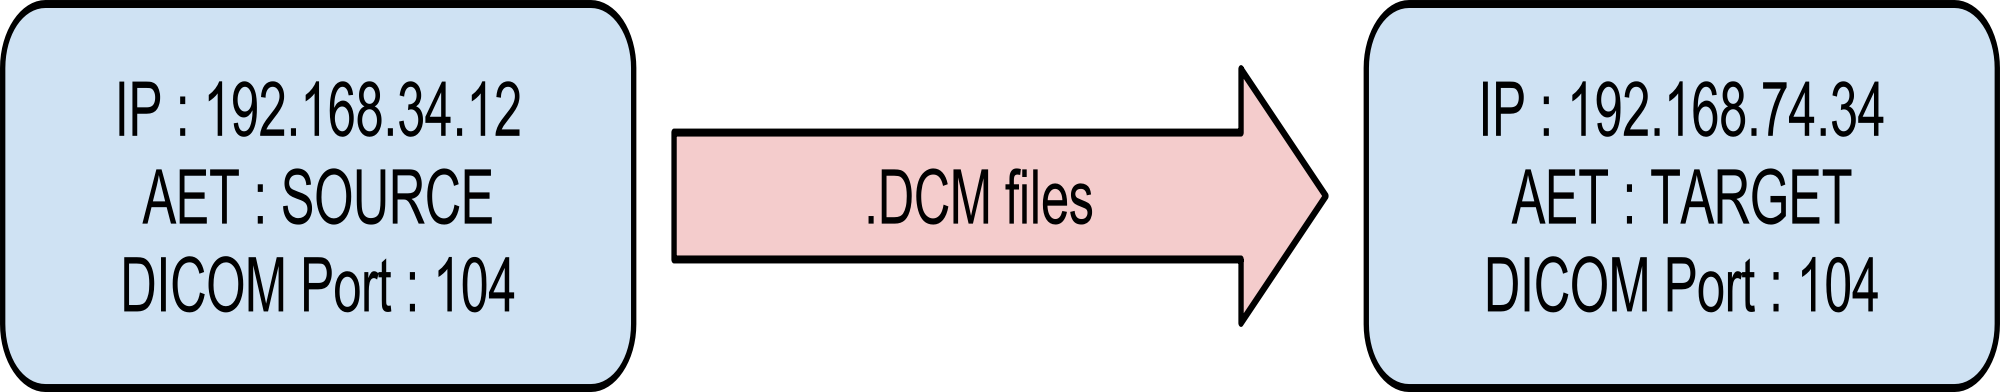 IP : 192.168.34.12
AET : SOURCE
DICOM Port : 104
.DCM files
IP : 192.168.74.34
AET : TARGET
DICOM Port : 104